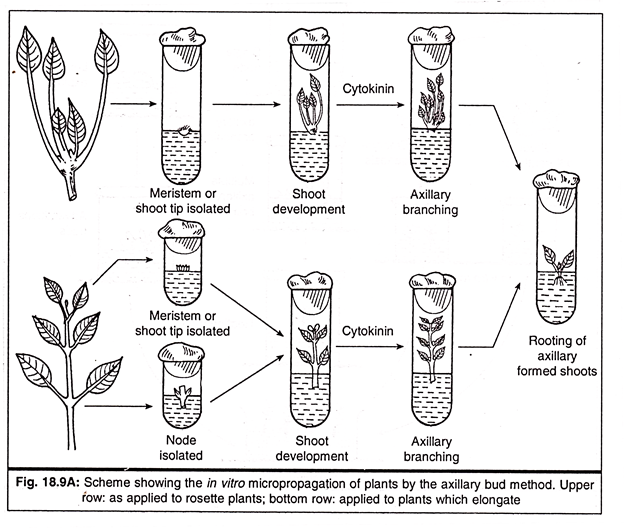 Cytokinin
Meristem or
shoot tip isolated
Shoot
development
Axillary
branching
Meristem or
shoot tip isolated
Cytokinin
Rooting of
axillary
formed shoots
Node
isolated
Shoot
development
Axillary
branching
Fig. 18.9A: Scheme showing the in vitro micropropagation of plants by the axillary bud method. Upper
row: as applied to rosette plants; bottom row: applied to plants which elongate